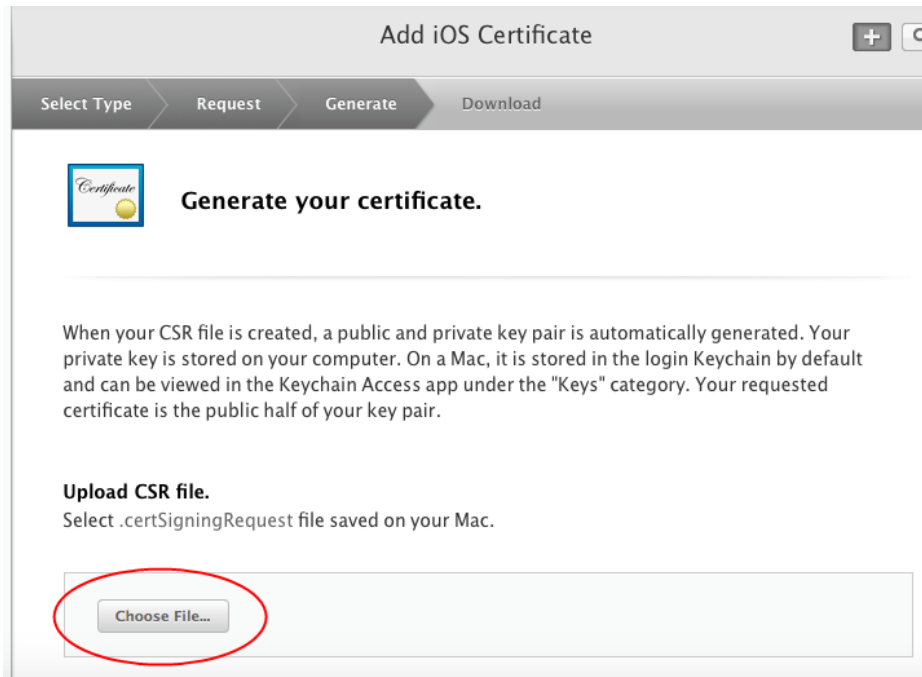 Add iOS Certificate
Select Type
Request
Generate
Download
Certificate
Generate your certificate.
When your CSR file is created, a public and private key pair is automatically generated. Your
private key is stored on your computer. On a Mac, it is stored in the login Keychain by default
and can be viewed in the Keychain Access app under the "Keys" category. Your requested
certificate is the public half of your key pair.
Upload CSR file.
Select .certSigningRequest file saved on your Mac.
Choose File...